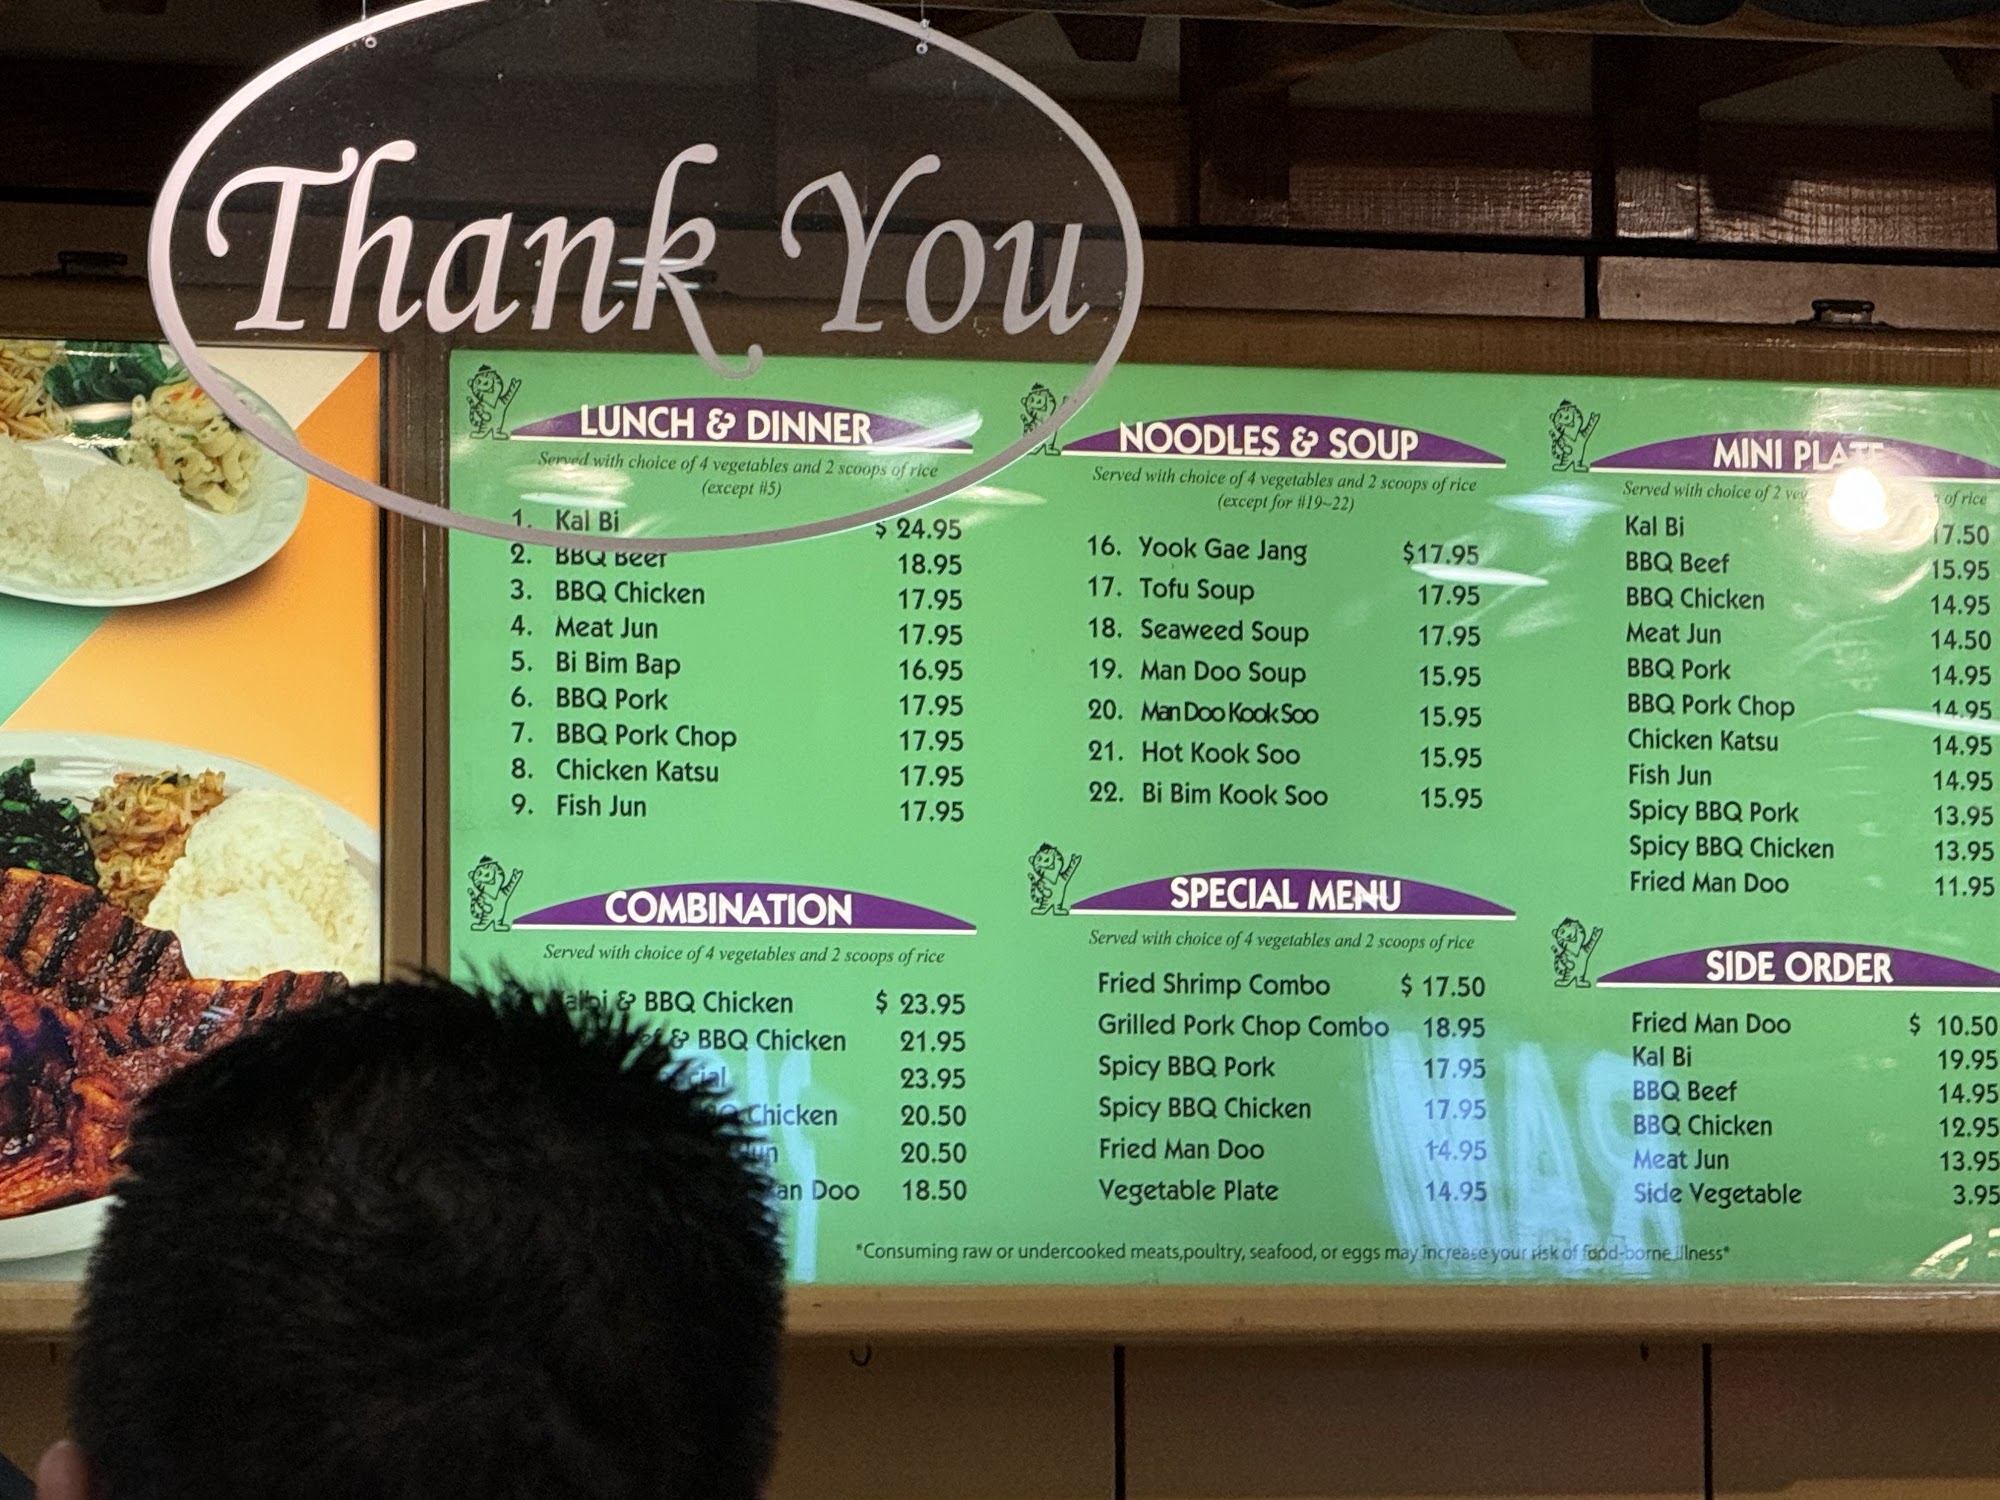 Thank You
LUNCH & DINNER
Served with choice of 4 vegetables and 2 scoops of rice
(except #5)
1. Kal Bi $ 24.95
2. BBQ Beef 18.95
3. BBQ Chicken 17.95
4. Meat Jun 17.95
5. Bi Bim Bap 16.95
6. BBQ Pork 17.95
7. BBQ Pork Chop 17.95
8. Chicken Katsu 17.95
9. Fish Jun 17.95
COMBINATION
Served with choice of 4 vegetables and 2 scoops of rice
& BBQ Chicken $ 23.95
& BBQ Chicken 21.95
23.95
Chicken 20.50
20.50
Doo 18.50
NOODLES & SOUP
Served with choice of 4 vegetables and 2 scoops of rice
(except for #19~22)
16. Yook Gae Jang $17.95
17. Tofu Soup 17.95
18. Seaweed Soup 17.95
19. Man Doo Soup 15.95
20. Man Doo Kook Soo 15.95
21. Hot Kook Soo 15.95
22. Bi Bim Kook Soo 15.95
SPECIAL MENU
Served with choice of 4 vegetables and 2 scoops of rice
Fried Shrimp Combo $ 17.50
Grilled Pork Chop Combo 18.95
Spicy BBQ Pork 17.95
Spicy BBQ Chicken 17.95
Fried Man Doo 14.95
Vegetable Plate 14.95
MINI PLATE
Served with choice of 2 of rice
Kal Bi 17.50
BBQ Beef 15.95
BBQ Chicken 14.95
Meat Jun 14.50
BBQ Pork 14.95
BBQ Pork Chop 14.95
Chicken Katsu 14.95
Fish Jun 14.95
Spicy BBQ Pork 13.95
Spicy BBQ Chicken 13.95
Fried Man Doo 11.95
SIDE ORDER
Fried Man Doo $ 10.50
Kal Bi 19.95
BBQ Beef 14.95
BBQ Chicken 12.95
Meat Jun 13.95
Side Vegetable 3.95
*Consuming raw or undercooked meats,poultry, seafood, or eggs may increase your risk of food-borne illness*